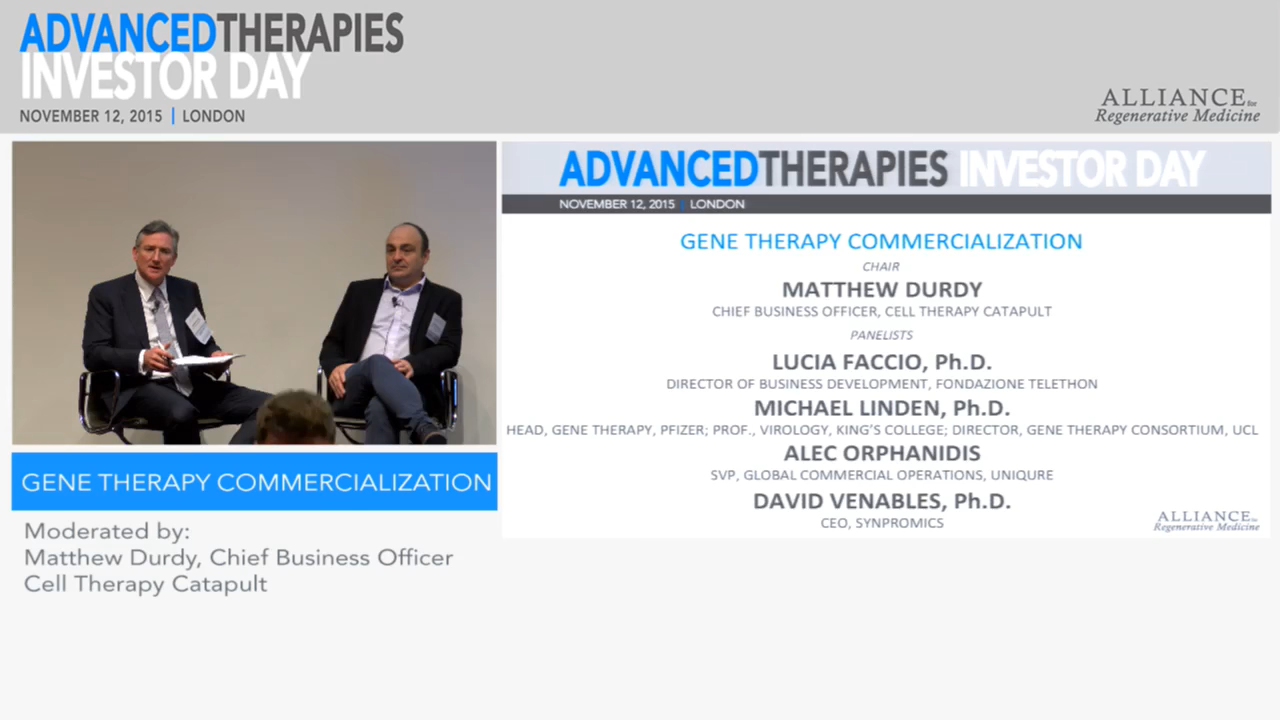 ADVANCEDTHERAPIES
INVESTOR DAY
NOVEMBER 12, 2015 | LONDON
ALLIANCE for
Regenerative Medicine
ADVANCEDTHERAPIES INVESTOR DAY
NOVEMBER 12, 2015 | LONDON
GENE THERAPY COMMERCIALIZATION
CHAIR
MATTHEW DURDY
CHIEF BUSINESS OFFICER, CELL THERAPY CATAPULT
PANELISTS
LUCIA FACCIO, Ph.D.
DIRECTOR OF BUSINESS DEVELOPMENT, FONDAZIONE TELETHON
MICHAEL LINDEN, Ph.D.
HEAD, GENE THERAPY, PFIZER; PROF., VIROLOGY, KING'S COLLEGE; DIRECTOR, GENE THERAPY CONSORTIUM, UCL
ALEC ORPHANIDIS
SVP, GLOBAL COMMERCIAL OPERATIONS, UNIQURE
DAVID VENABLES, Ph.D.
CEO, SYNPROMICS
ALLIANCE for
Regenerative Medicine
GENE THERAPY COMMERCIALIZATION
Moderated by:
Matthew Durdy, Chief Business Officer
Cell Therapy Catapult